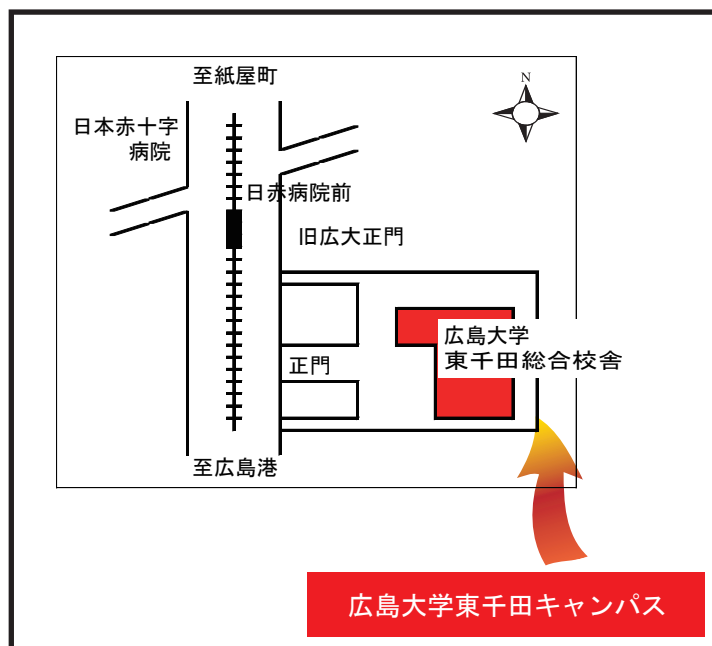 至紙屋町
N
日本赤十字
病院
日赤病院前
旧広大正門
広島大学
東千田総合校舎
正門
至広島港
広島大学東千田キャンパス